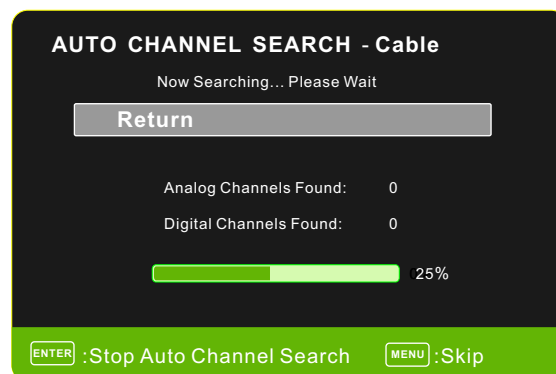 AUTO CHANNEL SEARCH - Cable
Now Searching... Please Wait
Return
Analog Channels Found: 0
Digital Channels Found: 0
025%
ENTER :Stop Auto Channel Search MENU :Skip